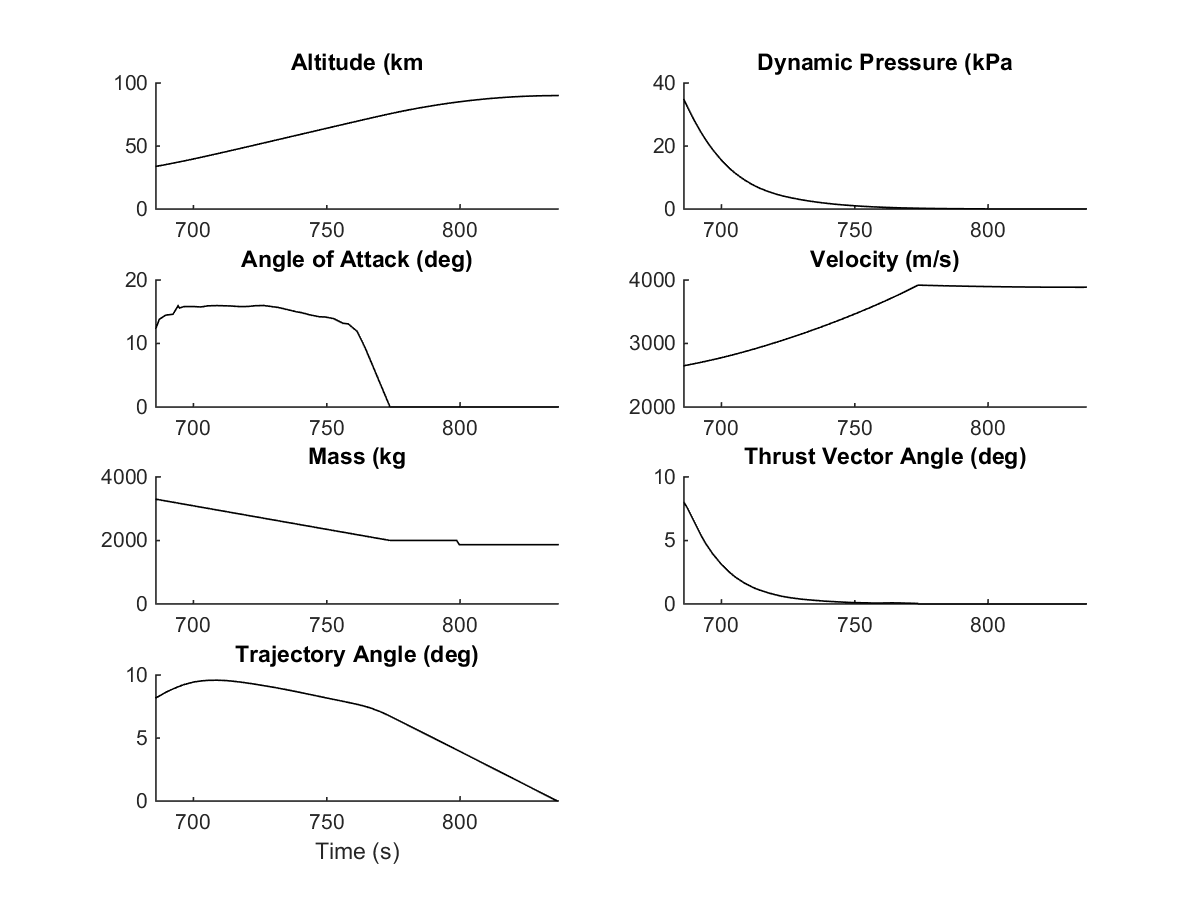 Altitude (km
100
50
0
700 750 800
Dynamic Pressure (kPa
40
20
0
700 750 800
Angle of Attack (deg)
20
10
0
700 750 800
Velocity (m/s)
4000
3000
2000
700 750 800
Mass (kg
4000
2000
0
700 750 800
Thrust Vector Angle (deg)
10
5
0
700 750 800
Trajectory Angle (deg)
10
5
0
700 750 800
Time (s)